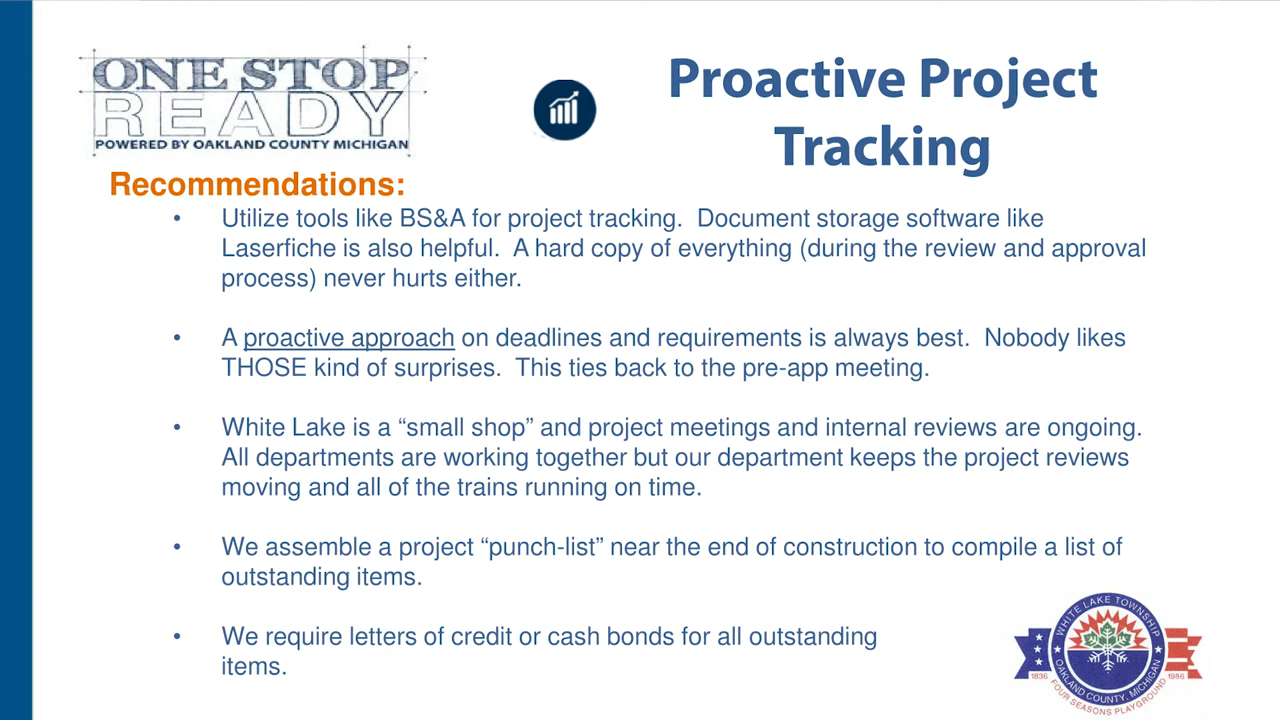 ONE STOP
READY
POWERED BY OAKLAND COUNTY MICHIGAN
Proactive Project
Tracking
Recommendations:
• Utilize tools like BS&A for project tracking.  Document storage software like
Laserfiche is also helpful.  A hard copy of everything (during the review and approval
process) never hurts either.
• A proactive approach on deadlines and requirements is always best.  Nobody likes
THOSE kind of surprises.  This ties back to the pre-app meeting.
• White Lake is a “small shop” and project meetings and internal reviews are ongoing.
All departments are working together but our department keeps the project reviews
moving and all of the trains running on time.
• We assemble a project “punch-list” near the end of construction to compile a list of
outstanding items.
• We require letters of credit or cash bonds for all outstanding
items.
WHITE LAKE TOWNSHIP
OAKLAND COUNTY, MICHIGAN
1836
1986
FOUR SEASONS PLAYGROUND